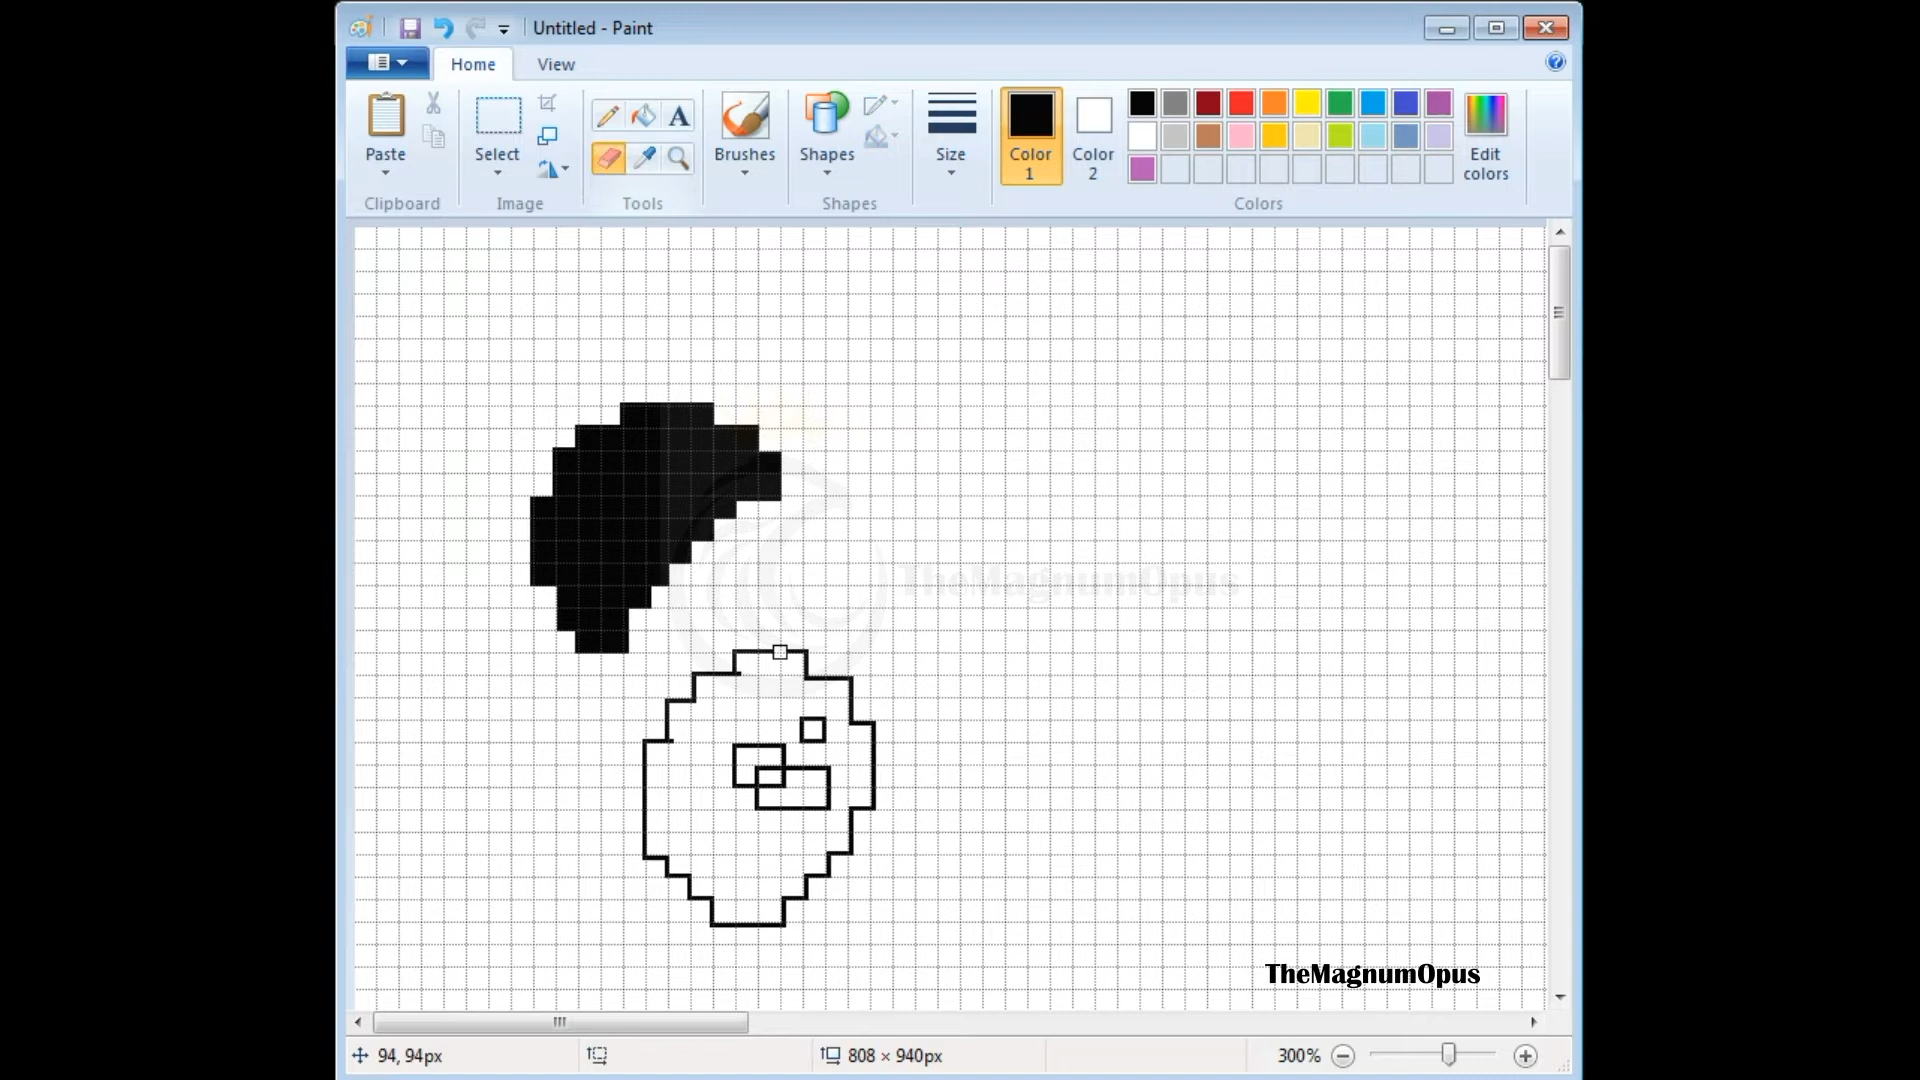 Untitled - Paint
Home View
Paste Select Brushes Shapes Size Color 1 Color 2 Edit colors
Clipboard Image Tools Shapes Colors
TheMagnumOpus
TheMagnumOpus
94, 94px 808 × 940px 300%